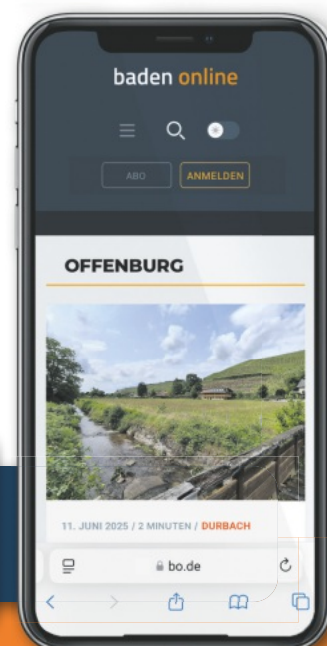 baden online
ABO
ANMELDEN
OFFENBURG
11. JUNI 2025 / 2 MINUTEN / DURBACH
bo.de